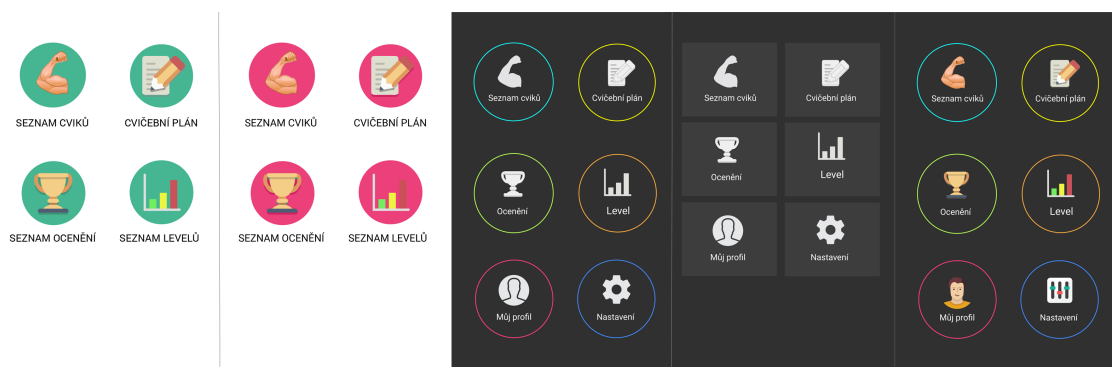 SEZNAM CVIKŮ
CVIČEBNÍ PLÁN
SEZNAM OCENĚNÍ
SEZNAM LEVELŮ
SEZNAM CVIKŮ
CVIČEBNÍ PLÁN
SEZNAM OCENĚNÍ
SEZNAM LEVELŮ
Seznam cviků
Cvičební plán
Ocenění
Level
Můj profil
Nastavení
Seznam cviků
Cvičební plán
Ocenění
Level
Můj profil
Nastavení
Seznam cviků
Cvičební plán
Ocenění
Level
Můj profil
Nastavení